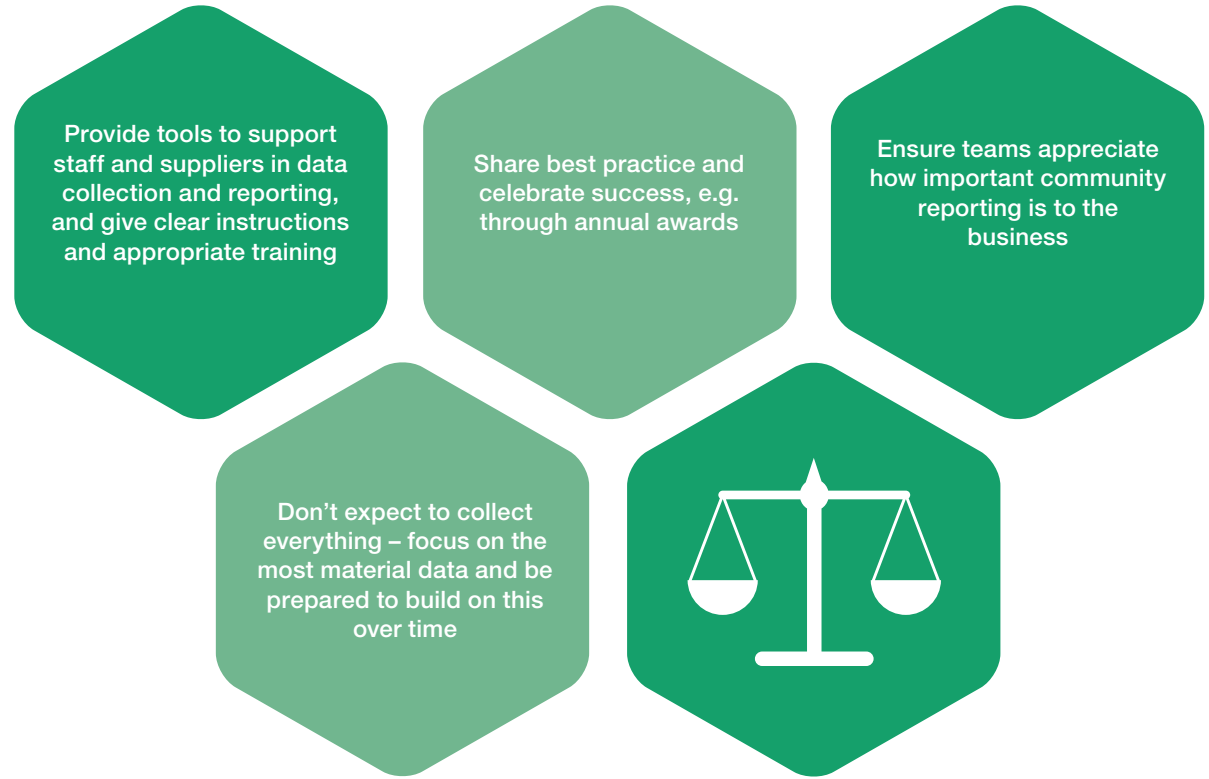 Provide tools to support
staff and suppliers in data
collection and reporting,
and give clear instructions
and appropriate training
Share best practice and
celebrate success, e.g.
through annual awards
Ensure teams appreciate
how important community
reporting is to the
business
Don’t expect to collect
everything – focus on the
most material data and be
prepared to build on this
over time